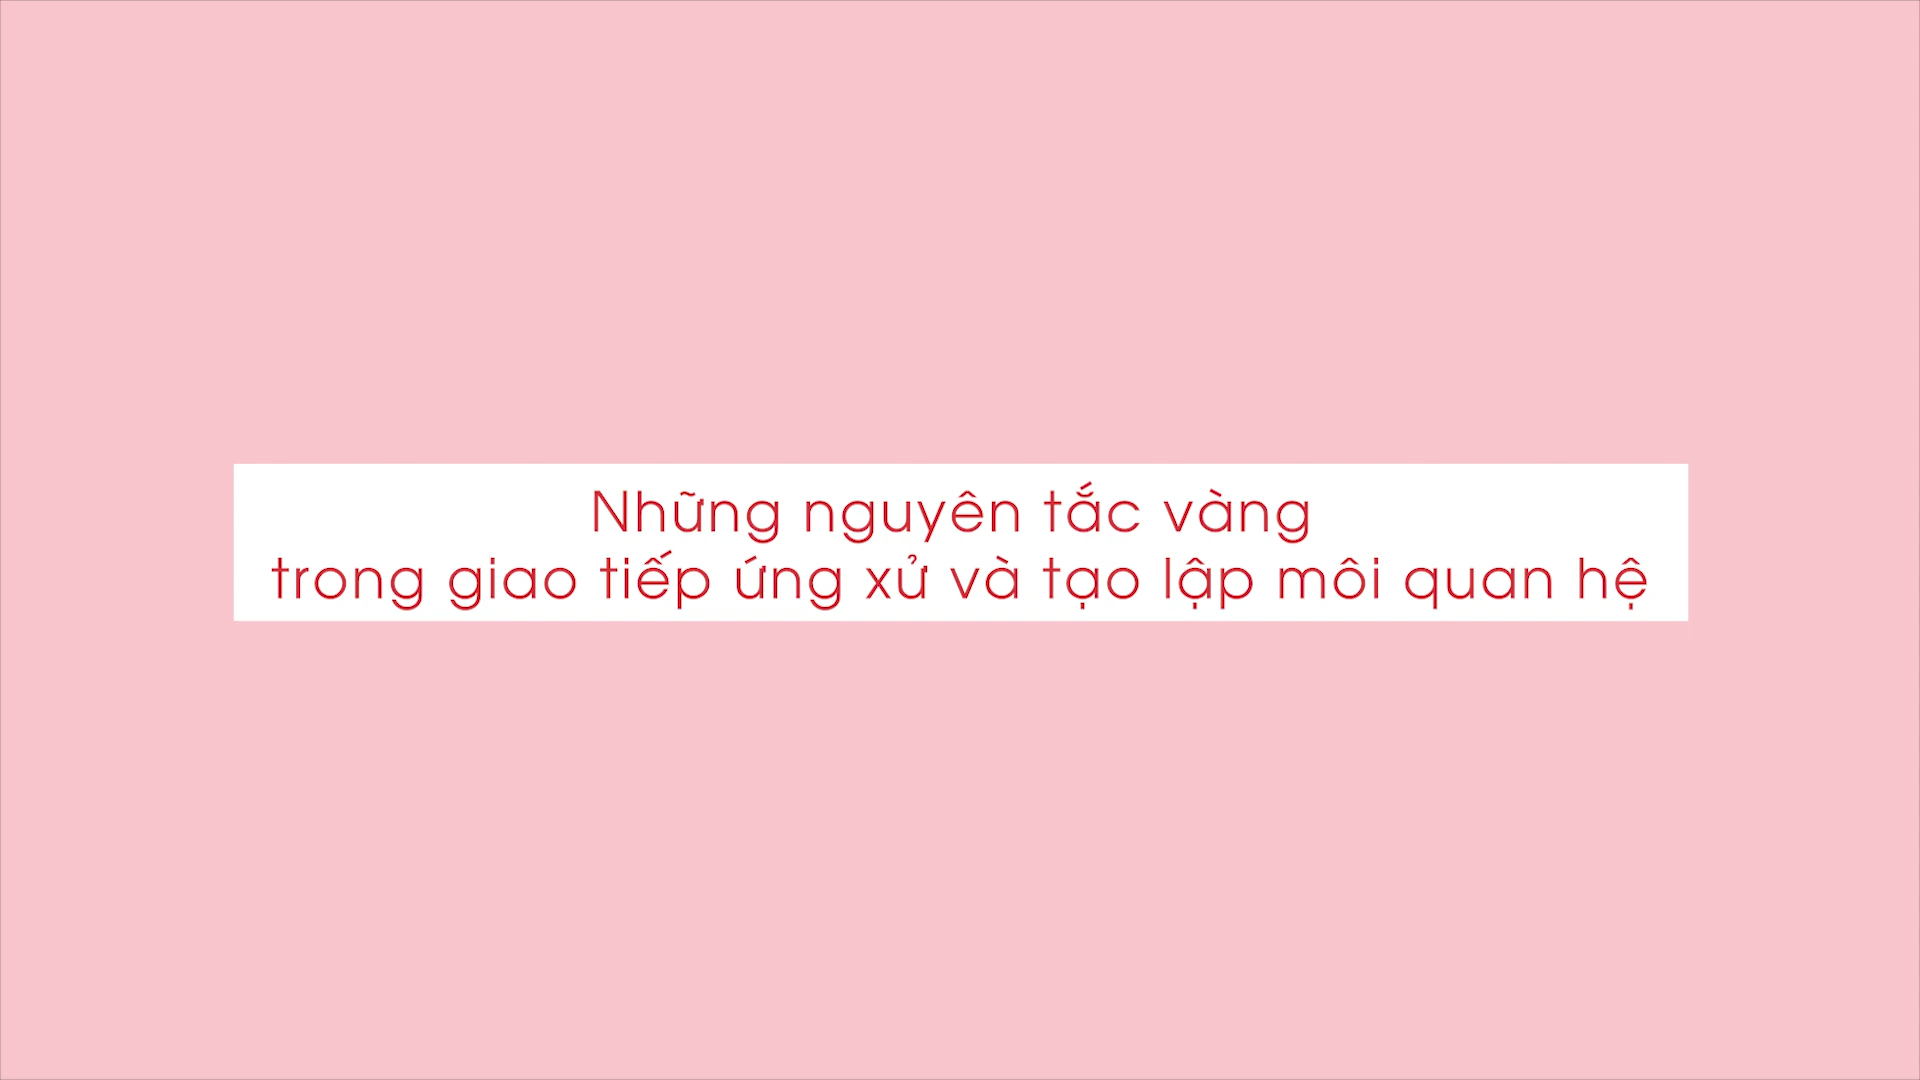 Những nguyên tắc vàng
trong giao tiếp ứng xử và tạo lập môi quan hệ